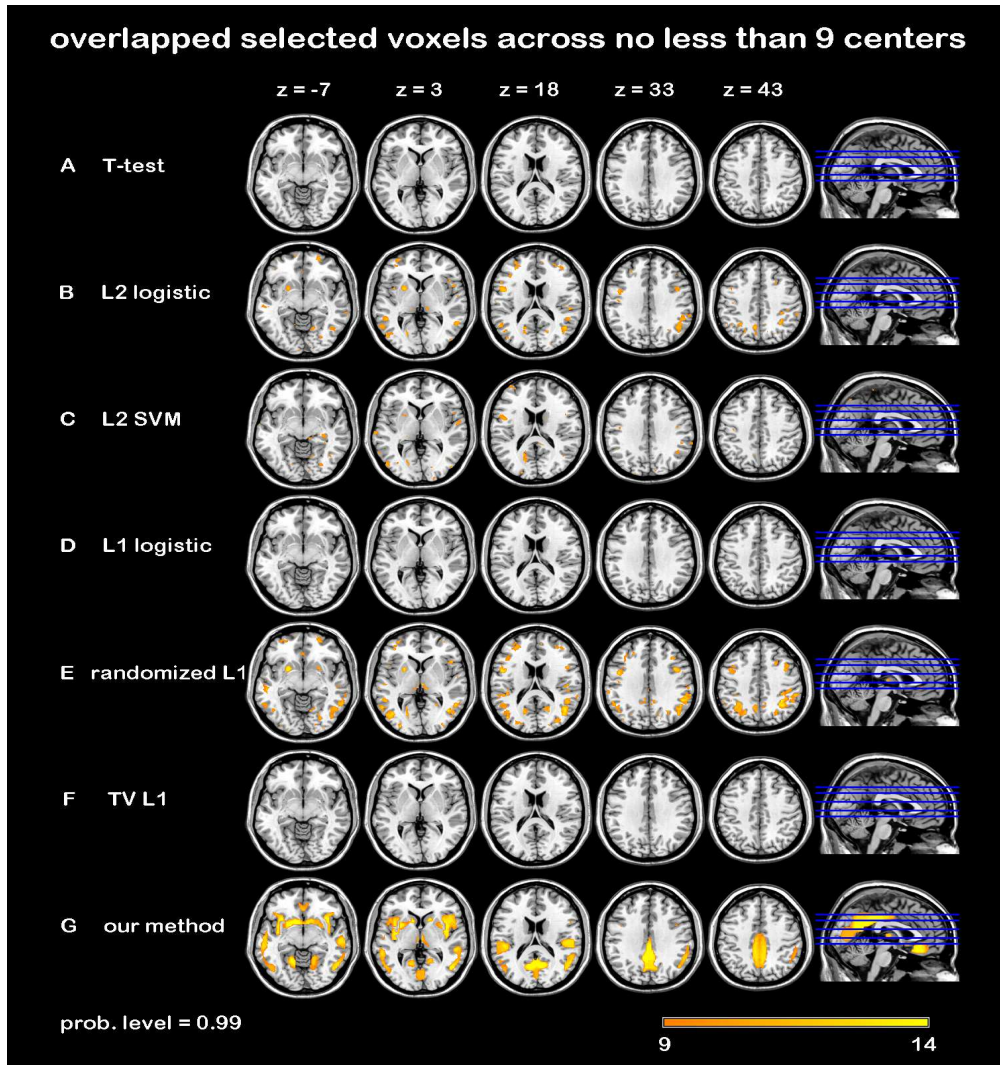 overlapped selected voxels across no less than 9 centers
z = -7 z = 3 z = 18 z = 33 z = 43
A T-test
B L2 logistic
C L2 SVM
D L1 logistic
E randomized L1
F TV L1
G our method
prob. level = 0.99
9 14